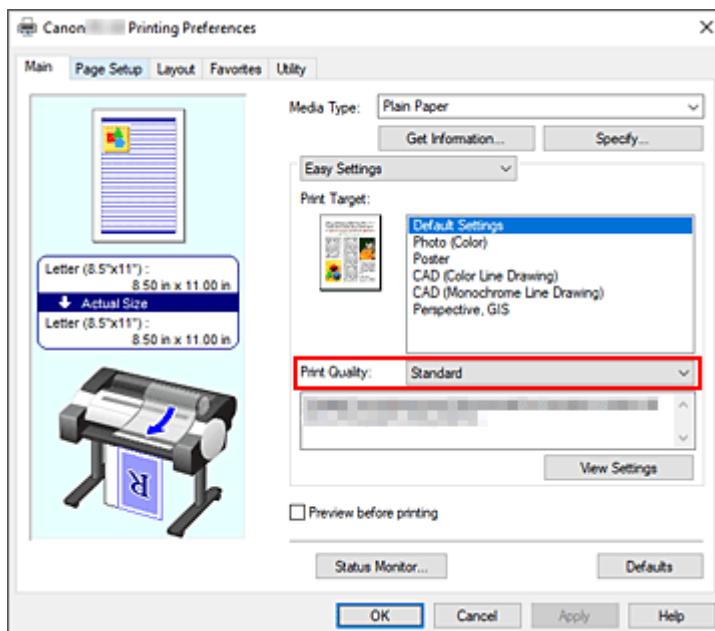 Canon Printing Preferences
Main Page Setup Layout Favorites Utility
Media Type: Plain Paper
Get Information... Specify...
Easy Settings
Print Target:
Default Settings
Photo (Color)
Poster
CAD (Color Line Drawing)
CAD (Monochrome Line Drawing)
Perspective, GIS
Letter (8.5"x11") :
8.50 in x 11.00 in
Actual Size
Letter (8.5"x11") :
8.50 in x 11.00 in
Print Quality: Standard
View Settings
R
Preview before printing
Status Monitor... Defaults
OK Cancel Apply Help